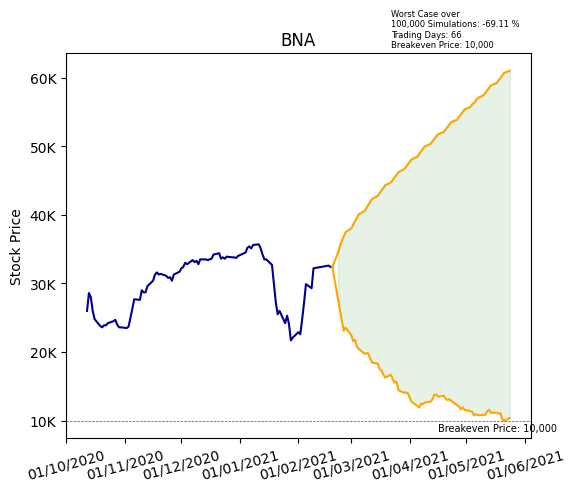 Worst Case over
100,000 Simulations: -69.11 %
Trading Days: 66
Breakeven Price: 10,000
BNA
Stock Price
60K
50K
40K
30K
20K
10K
Breakeven Price: 10,000
01/10/2020
01/11/2020
01/12/2020
01/01/2021
01/02/2021
01/03/2021
01/04/2021
01/05/2021
01/06/2021